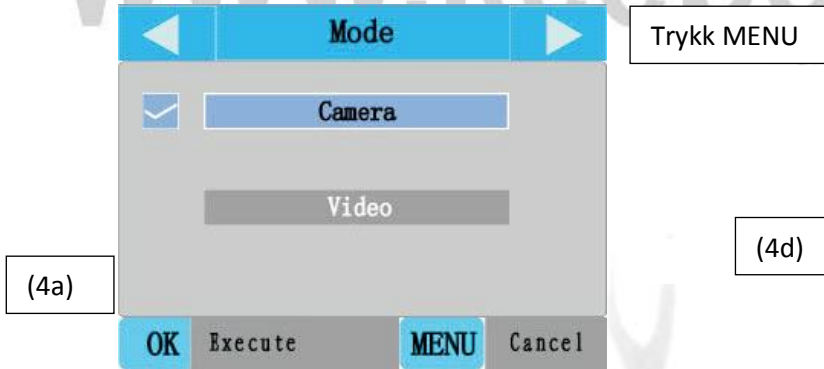 Mode
Trykk MENU
Camera
Video
(4d)
(4a)
OK Execute MENU Cancel